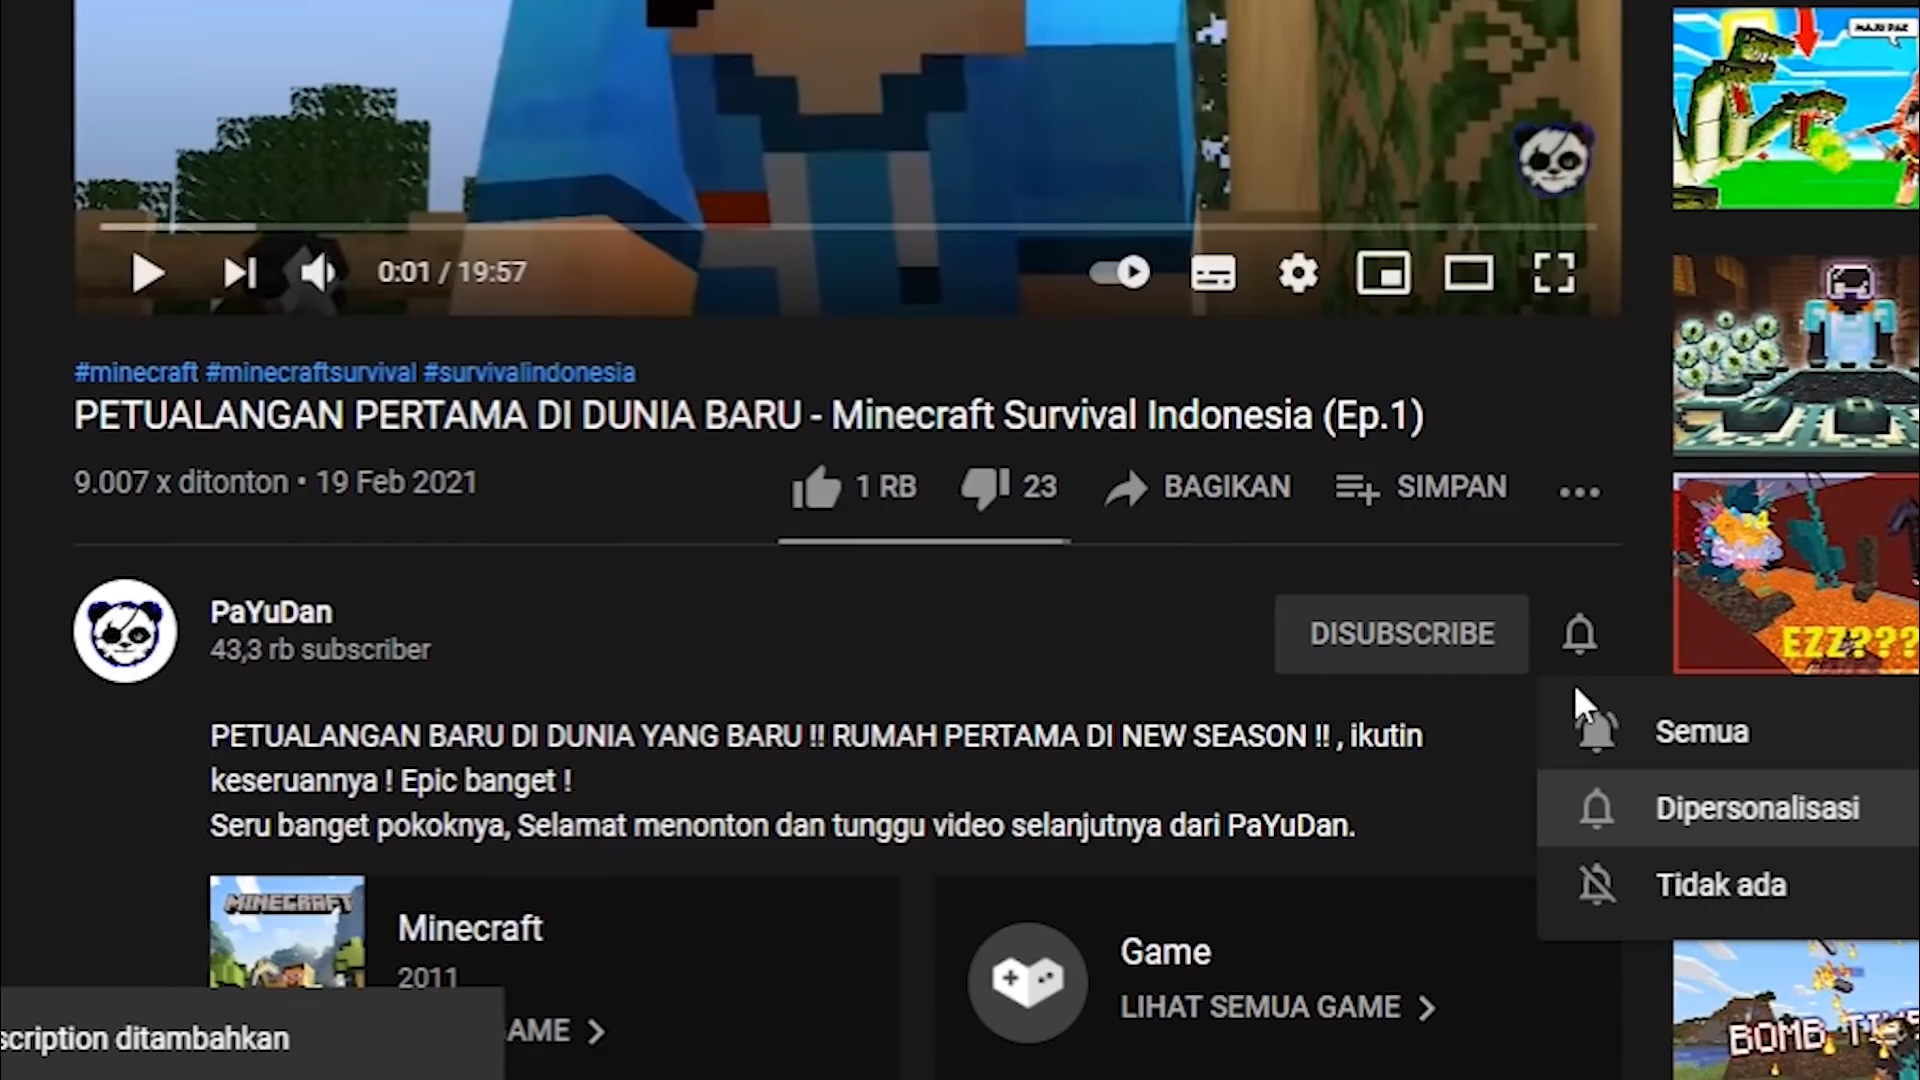 MAJU PAK
0:01 / 19:57
#minecraft #minecraftsurvival #survivalindonesia
PETUALANGAN PERTAMA DI DUNIA BARU - Minecraft Survival Indonesia (Ep.1)
9.007 x ditonton • 19 Feb 2021
1 RB
23
BAGIKAN
SIMPAN
PaYuDan
43,3 rb subscriber
DISUBSCRIBE
EZZ???
Semua
Dipersonalisasi
Tidak ada
PETUALANGAN BARU DI DUNIA YANG BARU !! RUMAH PERTAMA DI NEW SEASON !! , ikutin
keseruannya ! Epic banget !
Seru banget pokoknya, Selamat menonton dan tunggu video selanjutnya dari PaYuDan.
MINECRAFT
Minecraft
2011
AME
Game
LIHAT SEMUA GAME
scription ditambahkan
BOMB